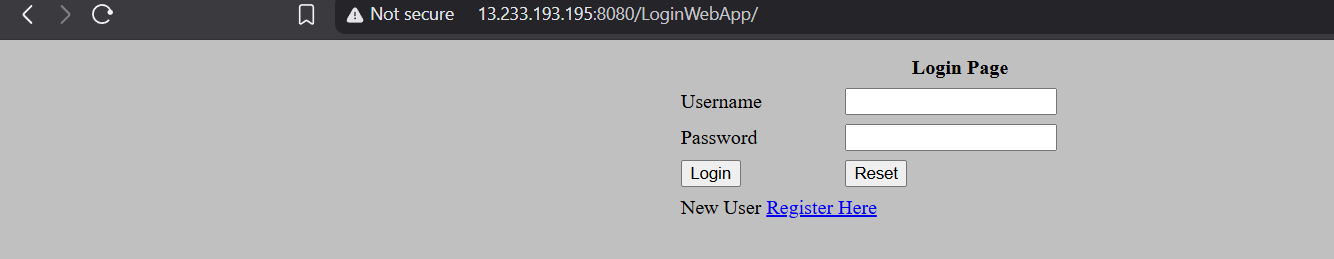 Not secure 13.233.193.195:8080/LoginWebApp/
Login Page
Username
Password
Login Reset
New User Register Here